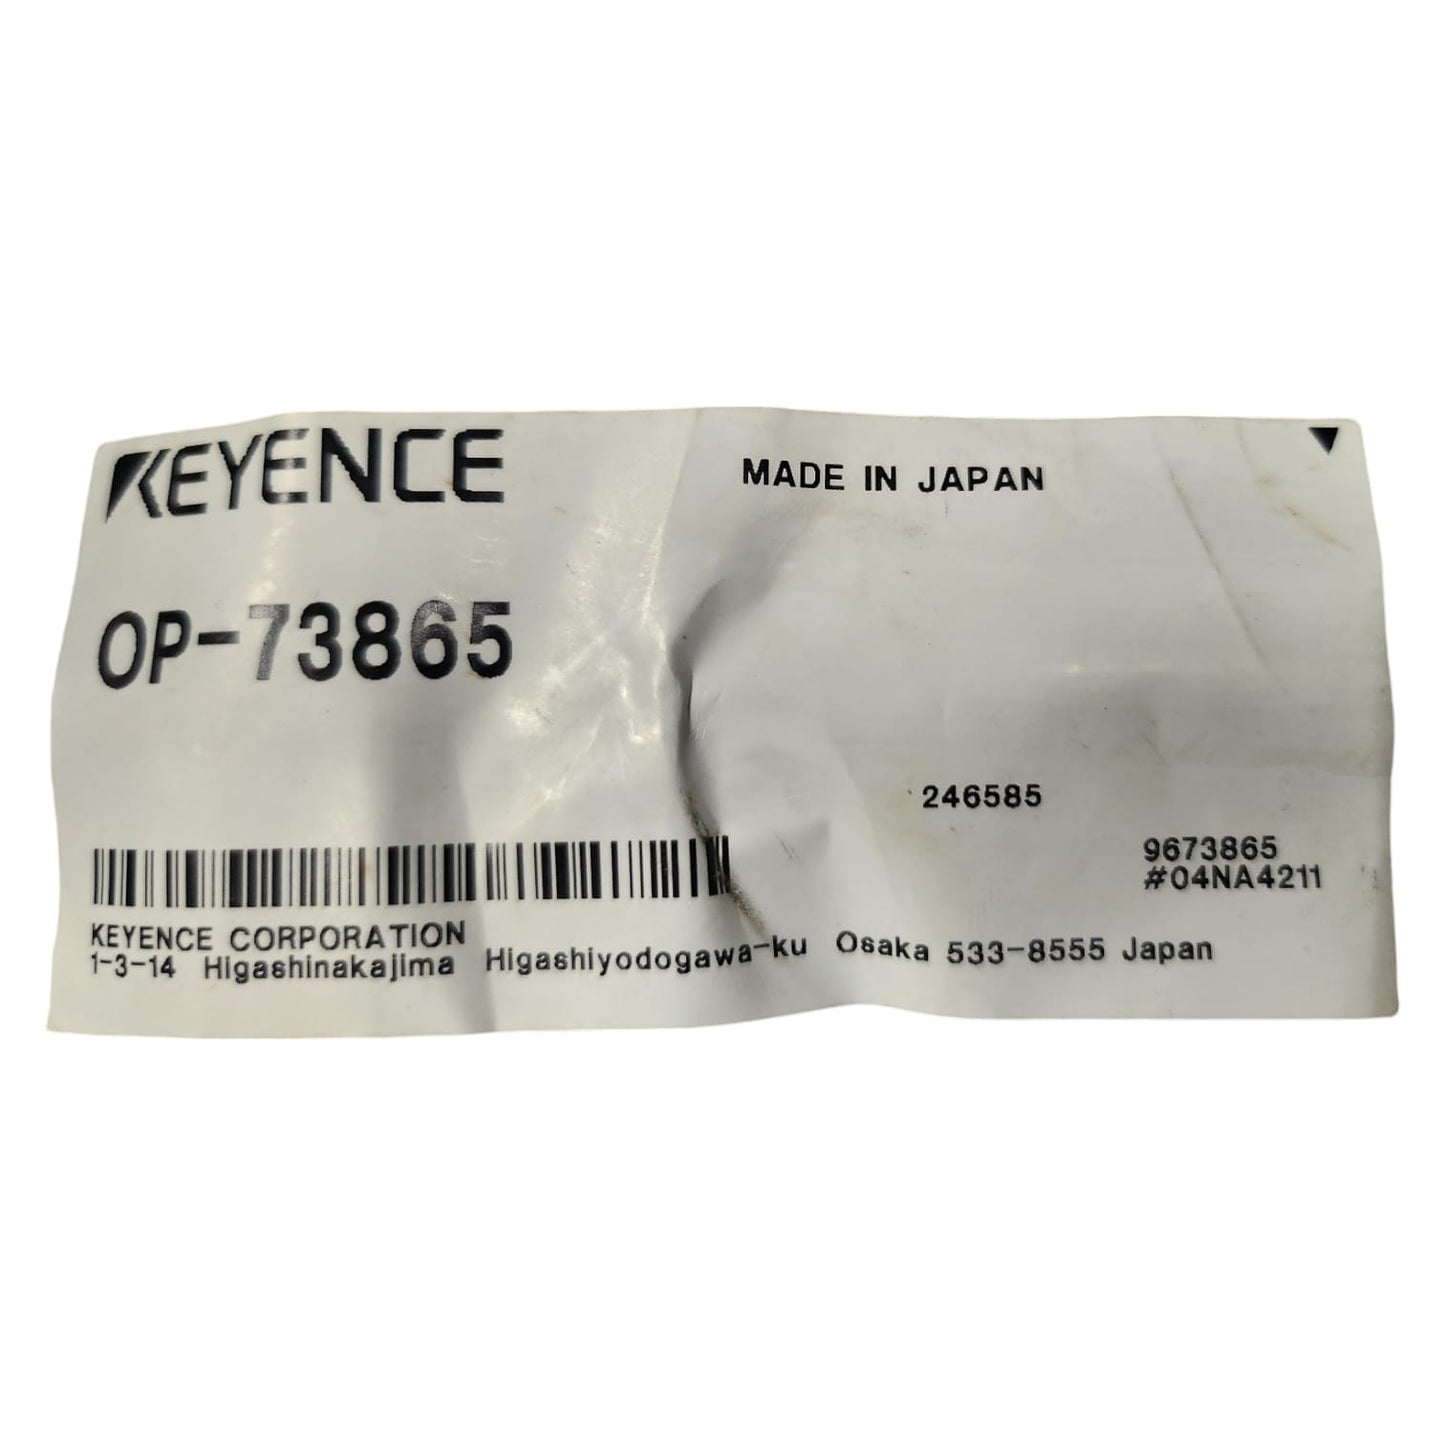 KEYENCE
MADE IN JAPAN
OP-73865
246585
9673865
#04NA4211
KEYENCE CORPORATION
1-3-14 Higashinakajima Higashiyodogawa-ku Osaka 533-8555 Japan